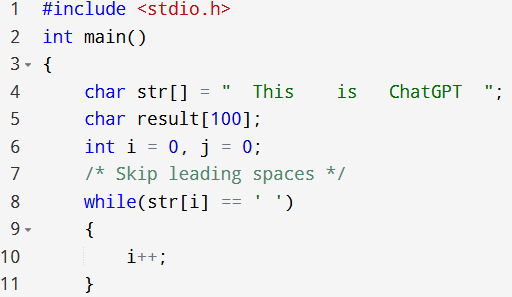 1 #include <stdio.h>
2 int main()
3 {
4     char str[] = "  This    is   ChatGPT  ";
5     char result[100];
6     int i = 0, j = 0;
7     /* Skip leading spaces */
8     while(str[i] == ' ')
9     {
10         i++;
11     }